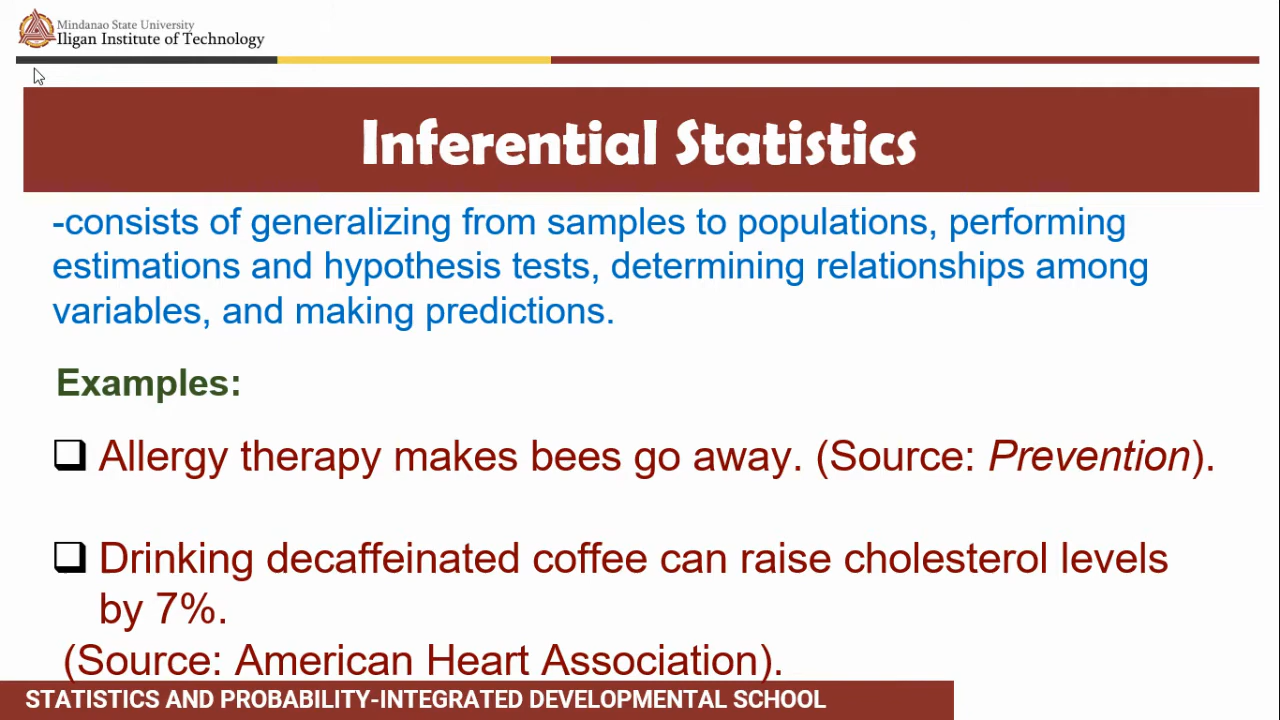 Mindanao State University
Iligan Institute of Technology
Inferential Statistics
-consists of generalizing from samples to populations, performing
estimations and hypothesis tests, determining relationships among
variables, and making predictions.
Examples:
Allergy therapy makes bees go away. (Source: Prevention).
Drinking decaffeinated coffee can raise cholesterol levels
by 7%.
(Source: American Heart Association).
STATISTICS AND PROBABILITY-INTEGRATED DEVELOPMENTAL SCHOOL